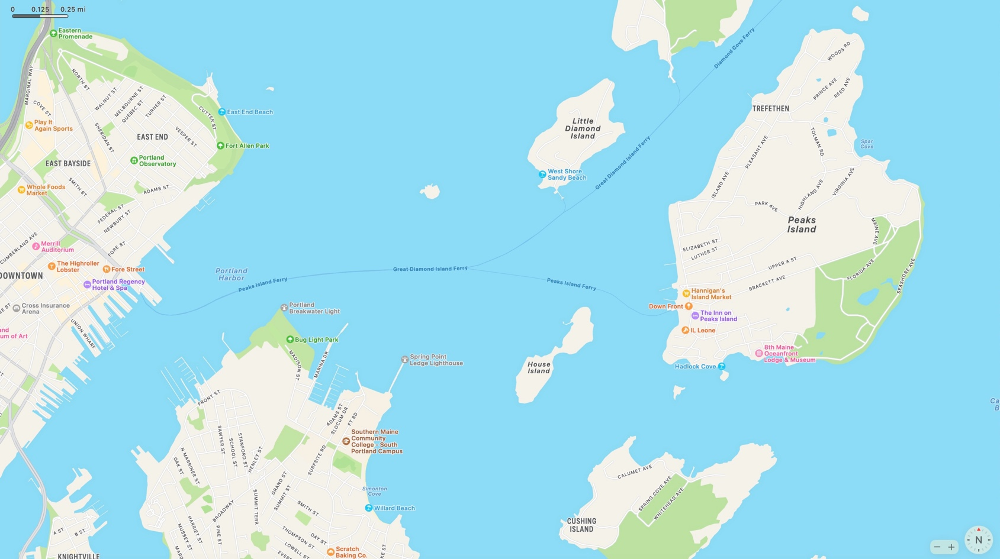 0 0.125 0.25 mi
Eastern
Promenade
MARGINAL WAY
NORTH ST
COVE ST
WALNUT ST
MELBOURNE ST
QUEBEC ST
TURNER ST
CUTTER ST
East End Beach
Play It
Again Sports
SHERIDAN ST
EAST END
VESPER ST
Fort Allen Park
Portland
Observatory
EAST BAYSIDE
SMITH ST
Whole Foods
Market
ADAMS ST
FEDERAL ST
NEWBURY ST
CUMBERLAND AVE
Merrill
Auditorium
FORE ST
The Highroller
Lobster
Fore Street
DOWNTOWN
Portland Regency
Hotel & Spa
Cross Insurance
Arena
UNION WHARF
Portland
Harbor
Peaks Island Ferry
Great Diamond Island Ferry
Peaks Island Ferry
Great Diamond Island Ferry
Diamond Cove Ferry
Little
Diamond
Island
West Shore
Sandy Beach
WOODS RD
PRINCE AVE
REED AVE
TREFETHEN
TOLMAN RD
Spar
Cove
PLEASANT AVE
ISLAND AVE
HIGHLAND AVE
VIRGINIA AVE
PARK AVE
Peaks
Island
MAINE AVE
ELIZABETH ST
LUTHER ST
UPPER A ST
BRACKETT AVE
FLORIDA AVE
SEASHORE AVE
Hannigan's
Island Market
Down Front
The Inn on
Peaks Island
IL Leone
8th Maine
Oceanfront
Lodge & Museum
Hadlock Cove
Portland
Breakwater Light
Bug Light Park
MADISON ST
MARINA DR
Spring Point
Ledge Lighthouse
House
Island
FRONT ST
ADAMS ST
SLOCUM DR
FT RD
Southern Maine
Community
College - South
Portland Campus
SAWYER ST
SCHOOL ST
STANFORD ST
HENLEY ST
SURFSITE RD
N MARRINER ST
OAK ST
GRAND ST
SUMMIT ST
Simonton
Cove
Willard Beach
SMITH ST
SUMMIT TERR
BROADWAY
HARRIET ST
MUSSEY ST
PINE ST
THOMPSON ST
DAY ST
LOWELL ST
Scratch
Baking Co.
A ST
B ST
KNIGHTVILLE
CALUMET AVE
SPRING COVE AVE
WHITEHEAD AVE
CUSHING
ISLAND
N